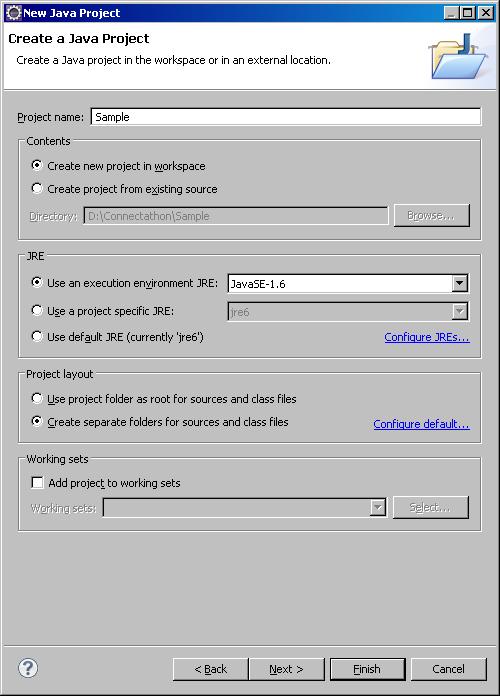 New Java Project
Create a Java Project
Create a Java project in the workspace or in an external location.
Project name: Sample
Contents
Create new project in workspace
Create project from existing source
Directory: D:\Connectathon\Sample Browse...
JRE
Use an execution environment JRE: JavaSE-1.6
Use a project specific JRE: jre6
Use default JRE (currently 'jre6') Configure JREs...
Project layout
Use project folder as root for sources and class files
Create separate folders for sources and class files Configure default...
Working sets
Add project to working sets
Working sets: Select...
? < Back Next > Finish Cancel